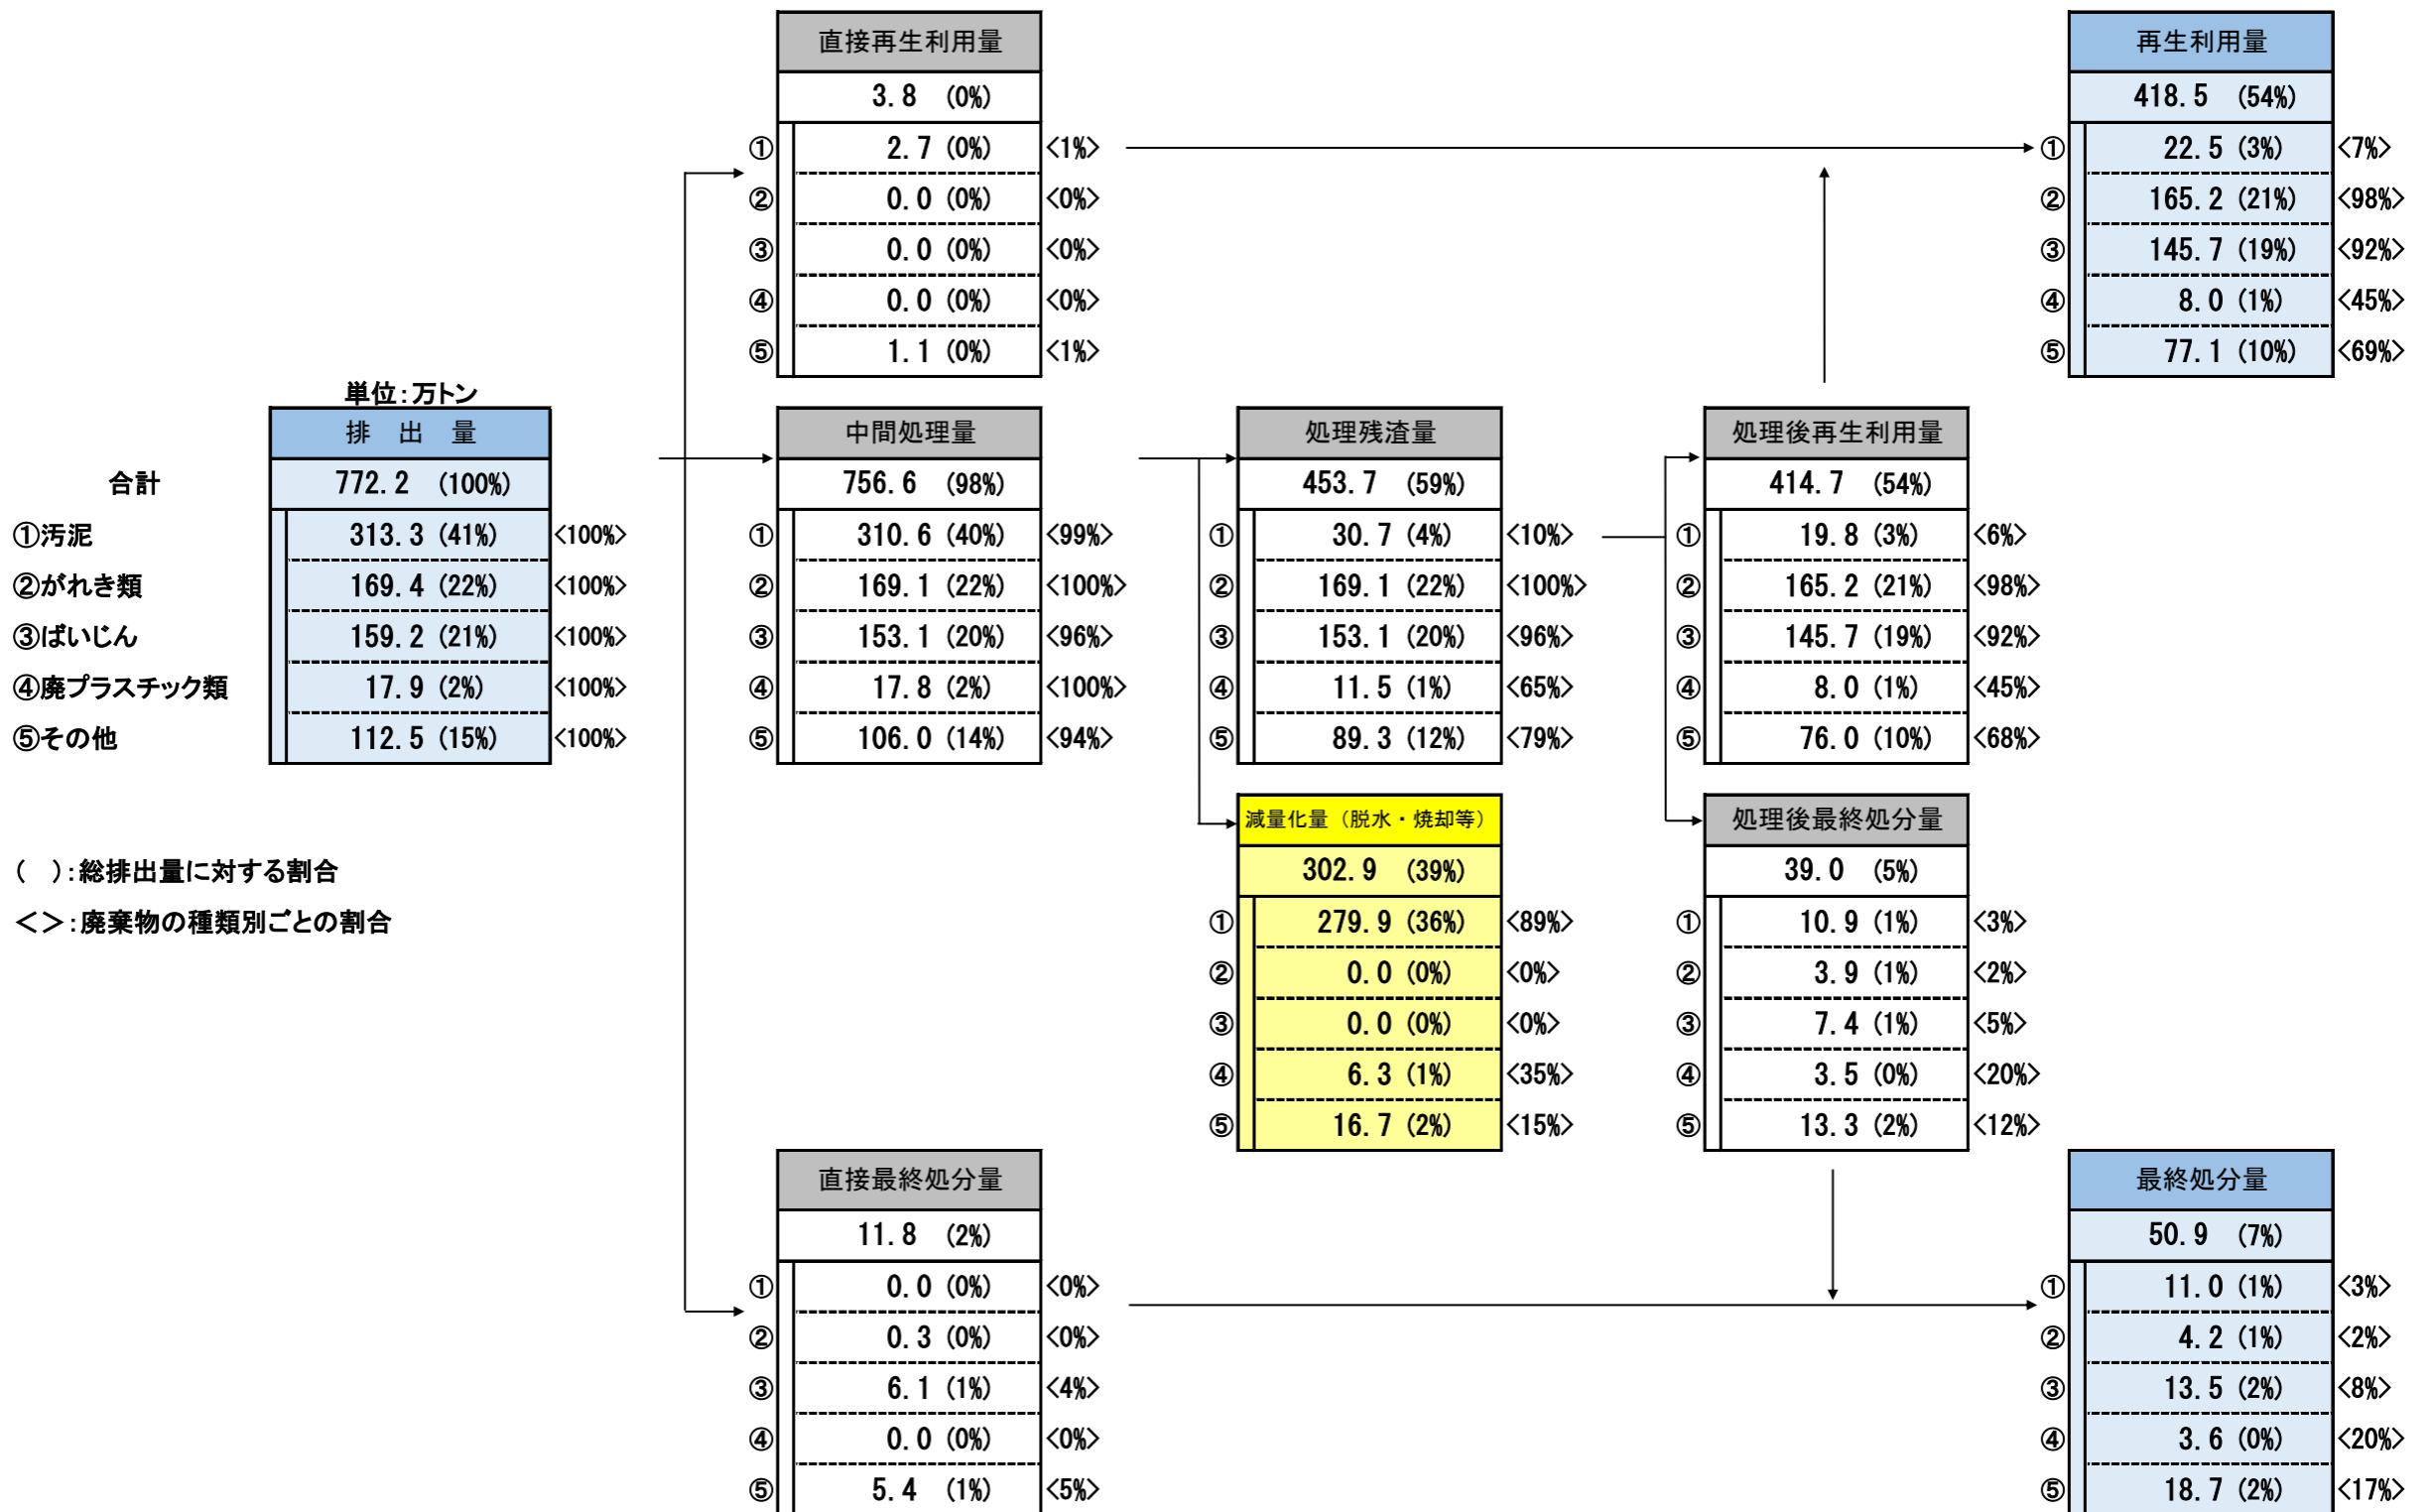 直接再生利用量
3.8 (0%)
① 2.7 (0%) <1%>
② 0.0 (0%) <0%>
③ 0.0 (0%) <0%>
④ 0.0 (0%) <0%>
⑤ 1.1 (0%) <1%>
再生利用量
418.5 (54%)
① 22.5 (3%) <7%>
② 165.2 (21%) <98%>
③ 145.7 (19%) <92%>
④ 8.0 (1%) <45%>
⑤ 77.1 (10%) <69%>
単位:万トン
排 出 量
合計 772.2 (100%)
①汚泥 313.3 (41%) <100%>
②がれき類 169.4 (22%) <100%>
③ばいじん 159.2 (21%) <100%>
④廃プラスチック類 17.9 (2%) <100%>
⑤その他 112.5 (15%) <100%>
中間処理量
756.6 (98%)
① 310.6 (40%) <99%>
② 169.1 (22%) <100%>
③ 153.1 (20%) <96%>
④ 17.8 (2%) <100%>
⑤ 106.0 (14%) <94%>
処理残渣量
453.7 (59%)
① 30.7 (4%) <10%>
② 169.1 (22%) <100%>
③ 153.1 (20%) <96%>
④ 11.5 (1%) <65%>
⑤ 89.3 (12%) <79%>
処理後再生利用量
414.7 (54%)
① 19.8 (3%) <6%>
② 165.2 (21%) <98%>
③ 145.7 (19%) <92%>
④ 8.0 (1%) <45%>
⑤ 76.0 (10%) <68%>
( ):総排出量に対する割合
<>:廃棄物の種類別ごとの割合
減量化量(脱水・焼却等)
302.9 (39%)
① 279.9 (36%) <89%>
② 0.0 (0%) <0%>
③ 0.0 (0%) <0%>
④ 6.3 (1%) <35%>
⑤ 16.7 (2%) <15%>
処理後最終処分量
39.0 (5%)
① 10.9 (1%) <3%>
② 3.9 (1%) <2%>
③ 7.4 (1%) <5%>
④ 3.5 (0%) <20%>
⑤ 13.3 (2%) <12%>
直接最終処分量
11.8 (2%)
① 0.0 (0%) <0%>
② 0.3 (0%) <0%>
③ 6.1 (1%) <4%>
④ 0.0 (0%) <0%>
⑤ 5.4 (1%) <5%>
最終処分量
50.9 (7%)
① 11.0 (1%) <3%>
② 4.2 (1%) <2%>
③ 13.5 (2%) <8%>
④ 3.6 (0%) <20%>
⑤ 18.7 (2%) <17%>